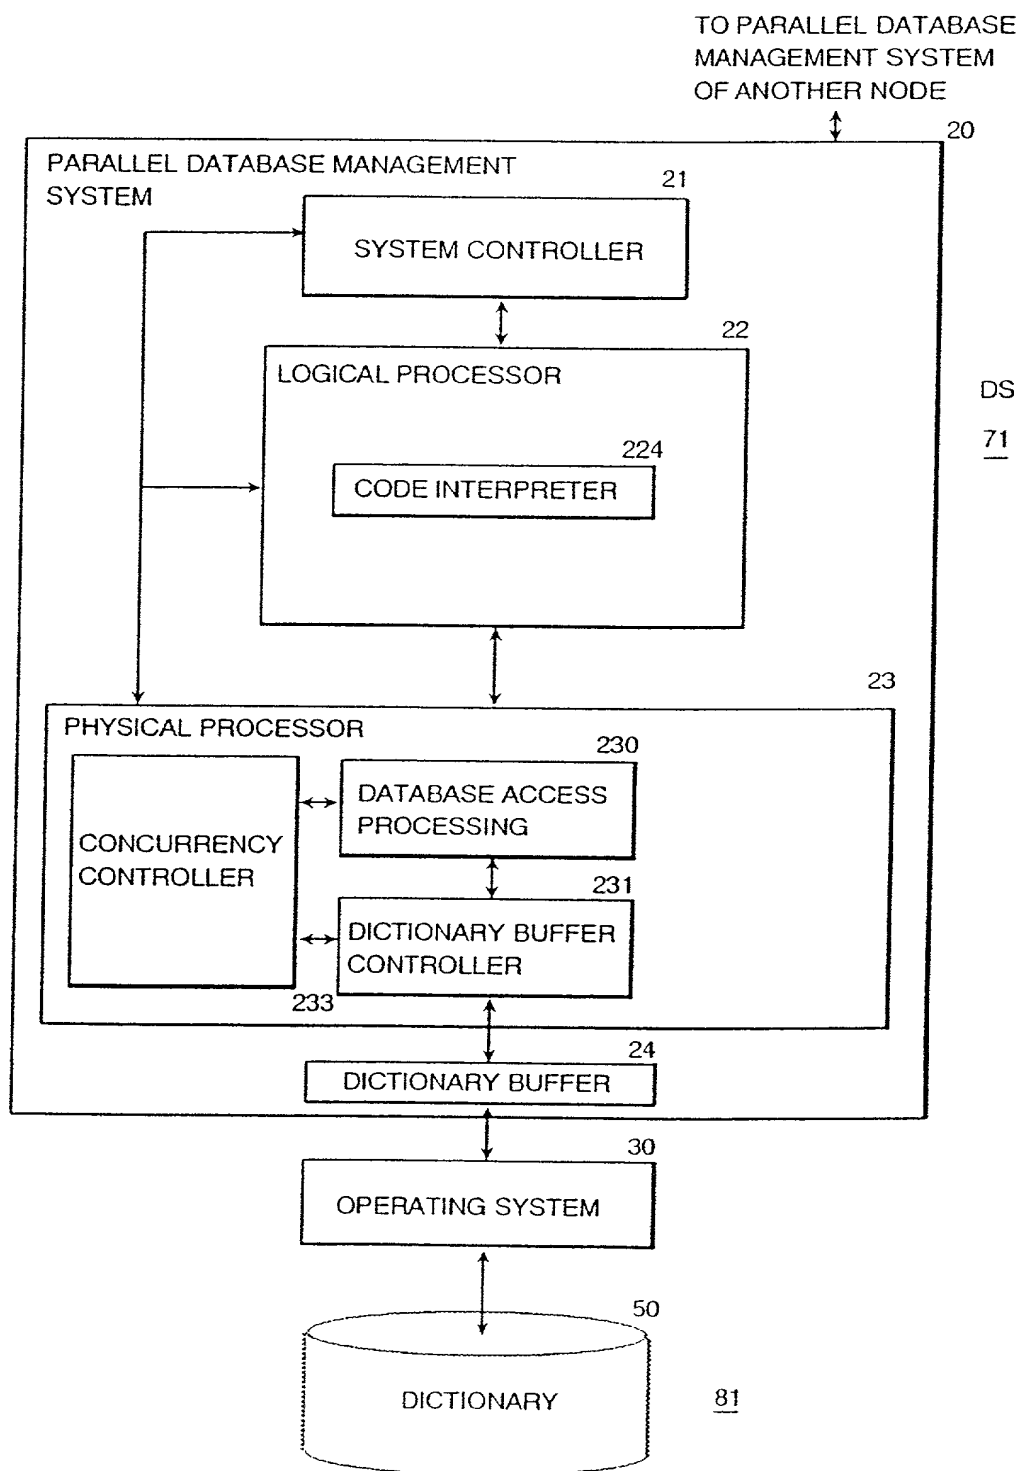 TO PARALLEL DATABASE
MANAGEMENT SYSTEM
OF ANOTHER NODE
20
PARALLEL DATABASE MANAGEMENT
SYSTEM
21
SYSTEM CONTROLLER
22
LOGICAL PROCESSOR
DS
71
224
CODE INTERPRETER
23
PHYSICAL PROCESSOR
230
DATABASE ACCESS
PROCESSING
CONCURRENCY
CONTROLLER
231
DICTIONARY BUFFER
CONTROLLER
233
24
DICTIONARY BUFFER
30
OPERATING SYSTEM
50
DICTIONARY
81